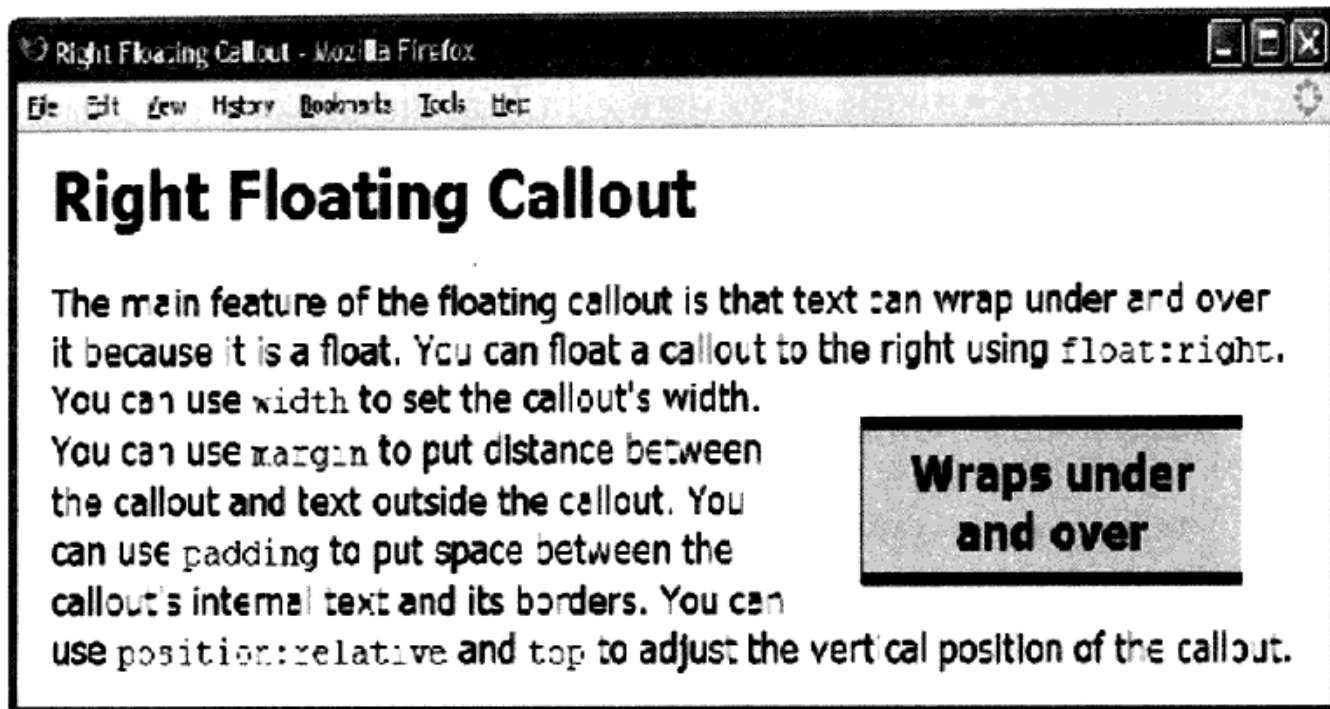 Right Floating Callout - Mozilla Firefox
File Edit View History Bookmarks Tools Help
Right Floating Callout
The main feature of the floating callout is that text can wrap under and over
it because it is a float. You can float a callout to the right using float:right.
You can use width to set the callout's width.
You can use margin to put distance between
the callout and text outside the callout. You
can use padding to put space between the
callout's internal text and its borders. You can
use position:relative and top to adjust the vertical position of the callout.
Wraps under
and over